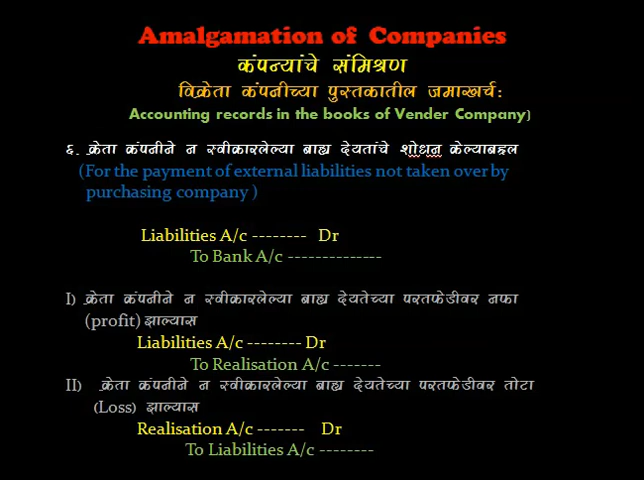 Amalgamation of Companies
कंपन्यांचे संमिश्रण
विक्रेता कंपनीच्या पुस्तकातील जमाखर्च:
Accounting records in the books of Vender Company)
६. क्रेता कंपनीने न स्वीकारलेल्या बाह्य देयतांचे शोधन केल्याबद्दल
(For the payment of external liabilities not taken over by
purchasing company )
Liabilities A/c -------- Dr
To Bank A/c --------------
I) क्रेता कंपनीने न स्वीकारलेल्या बाह्य देयतेच्या परतफेडीवर नफा
(profit) झाल्यास
Liabilities A/c -------- Dr
To Realisation A/c -------
II) क्रेता कंपनीने न स्वीकारलेल्या बाह्य देयतेच्या परतफेडीवर तोटा
(Loss) झाल्यास
Realisation A/c ------- Dr
To Liabilities A/c --------